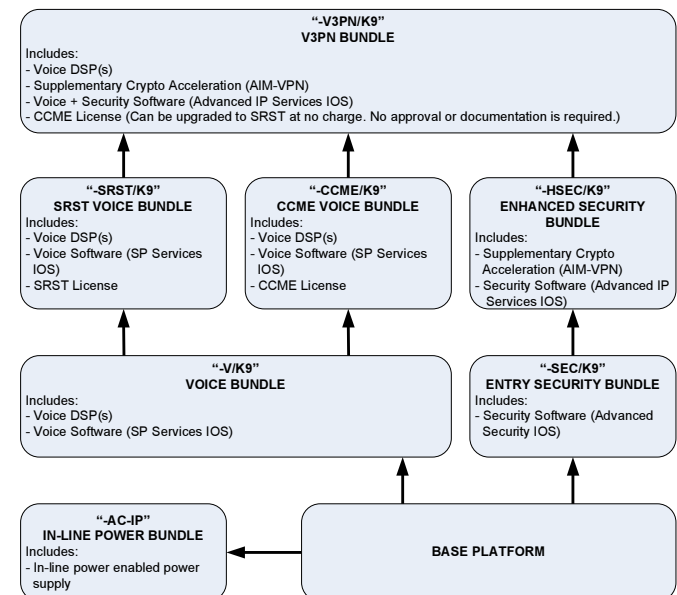 “-V3PN/K9”
V3PN BUNDLE
Includes:
- Voice DSP(s)
- Supplementary Crypto Acceleration (AIM-VPN)
- Voice + Security Software (Advanced IP Services IOS)
- CCME License (Can be upgraded to SRST at no charge. No approval or documentation is required.)
“-SRST/K9”
SRST VOICE BUNDLE
Includes:
- Voice DSP(s)
- Voice Software (SP Services
IOS)
- SRST License
“-CCME/K9”
CCME VOICE BUNDLE
Includes:
- Voice DSP(s)
- Voice Software (SP Services
IOS)
- CCME License
“-HSEC/K9”
ENHANCED SECURITY
BUNDLE
Includes:
- Supplementary Crypto
Acceleration (AIM-VPN)
- Security Software (Advanced IP
Services IOS)
“-V/K9”
VOICE BUNDLE
Includes:
- Voice DSP(s)
- Voice Software (SP Services IOS)
“-SEC/K9”
ENTRY SECURITY BUNDLE
Includes:
- Security Software (Advanced
Security IOS)
“-AC-IP”
IN-LINE POWER BUNDLE
Includes:
- In-line power enabled power
supply
BASE PLATFORM